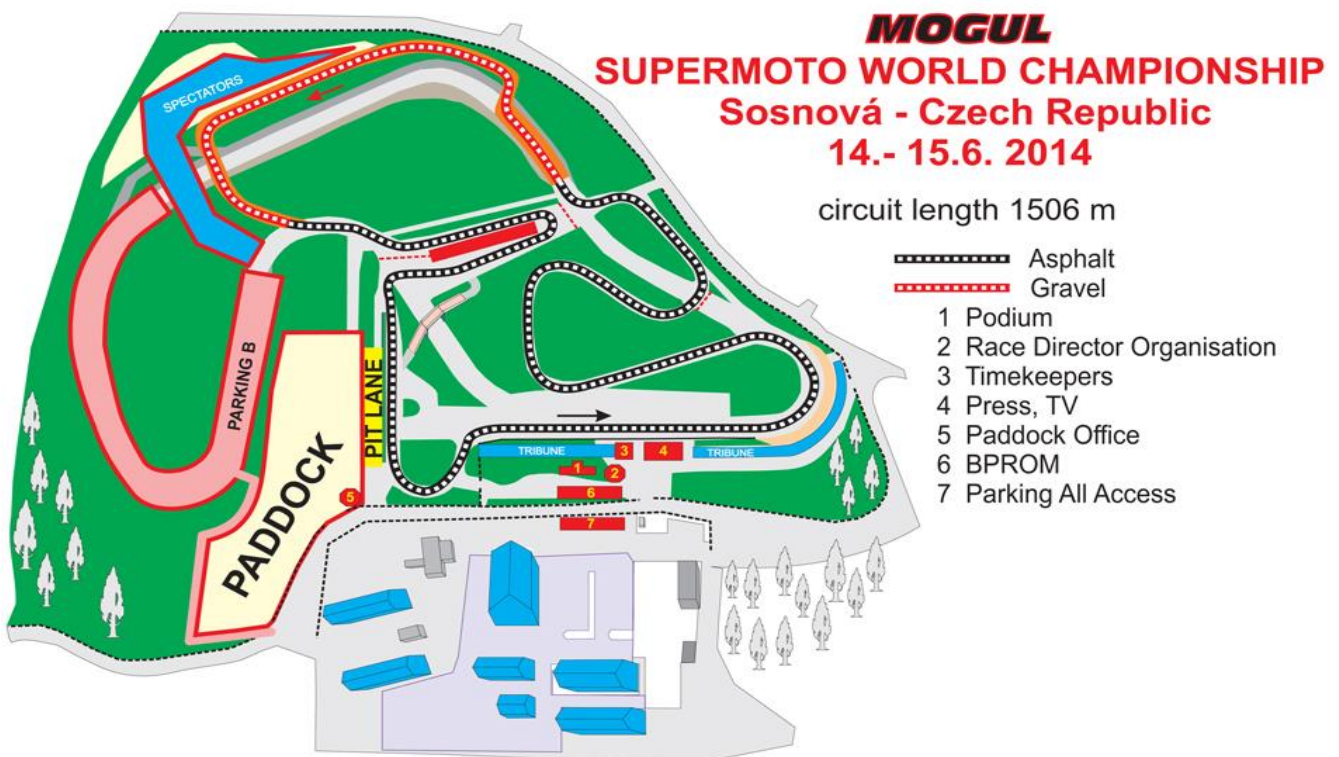 MOGUL
SUPERMOTO WORLD CHAMPIONSHIP
Sosnová - Czech Republic
14.- 15.6. 2014
circuit length 1506 m
Asphalt
Gravel
1 Podium
2 Race Director Organisation
3 Timekeepers
4 Press, TV
5 Paddock Office
6 BPROM
7 Parking All Access
SPECTATORS
PARKING B
PIT LANE
PADDOCK
5
TRIBUNE
3
4
TRIBUNE
1
2
6
7